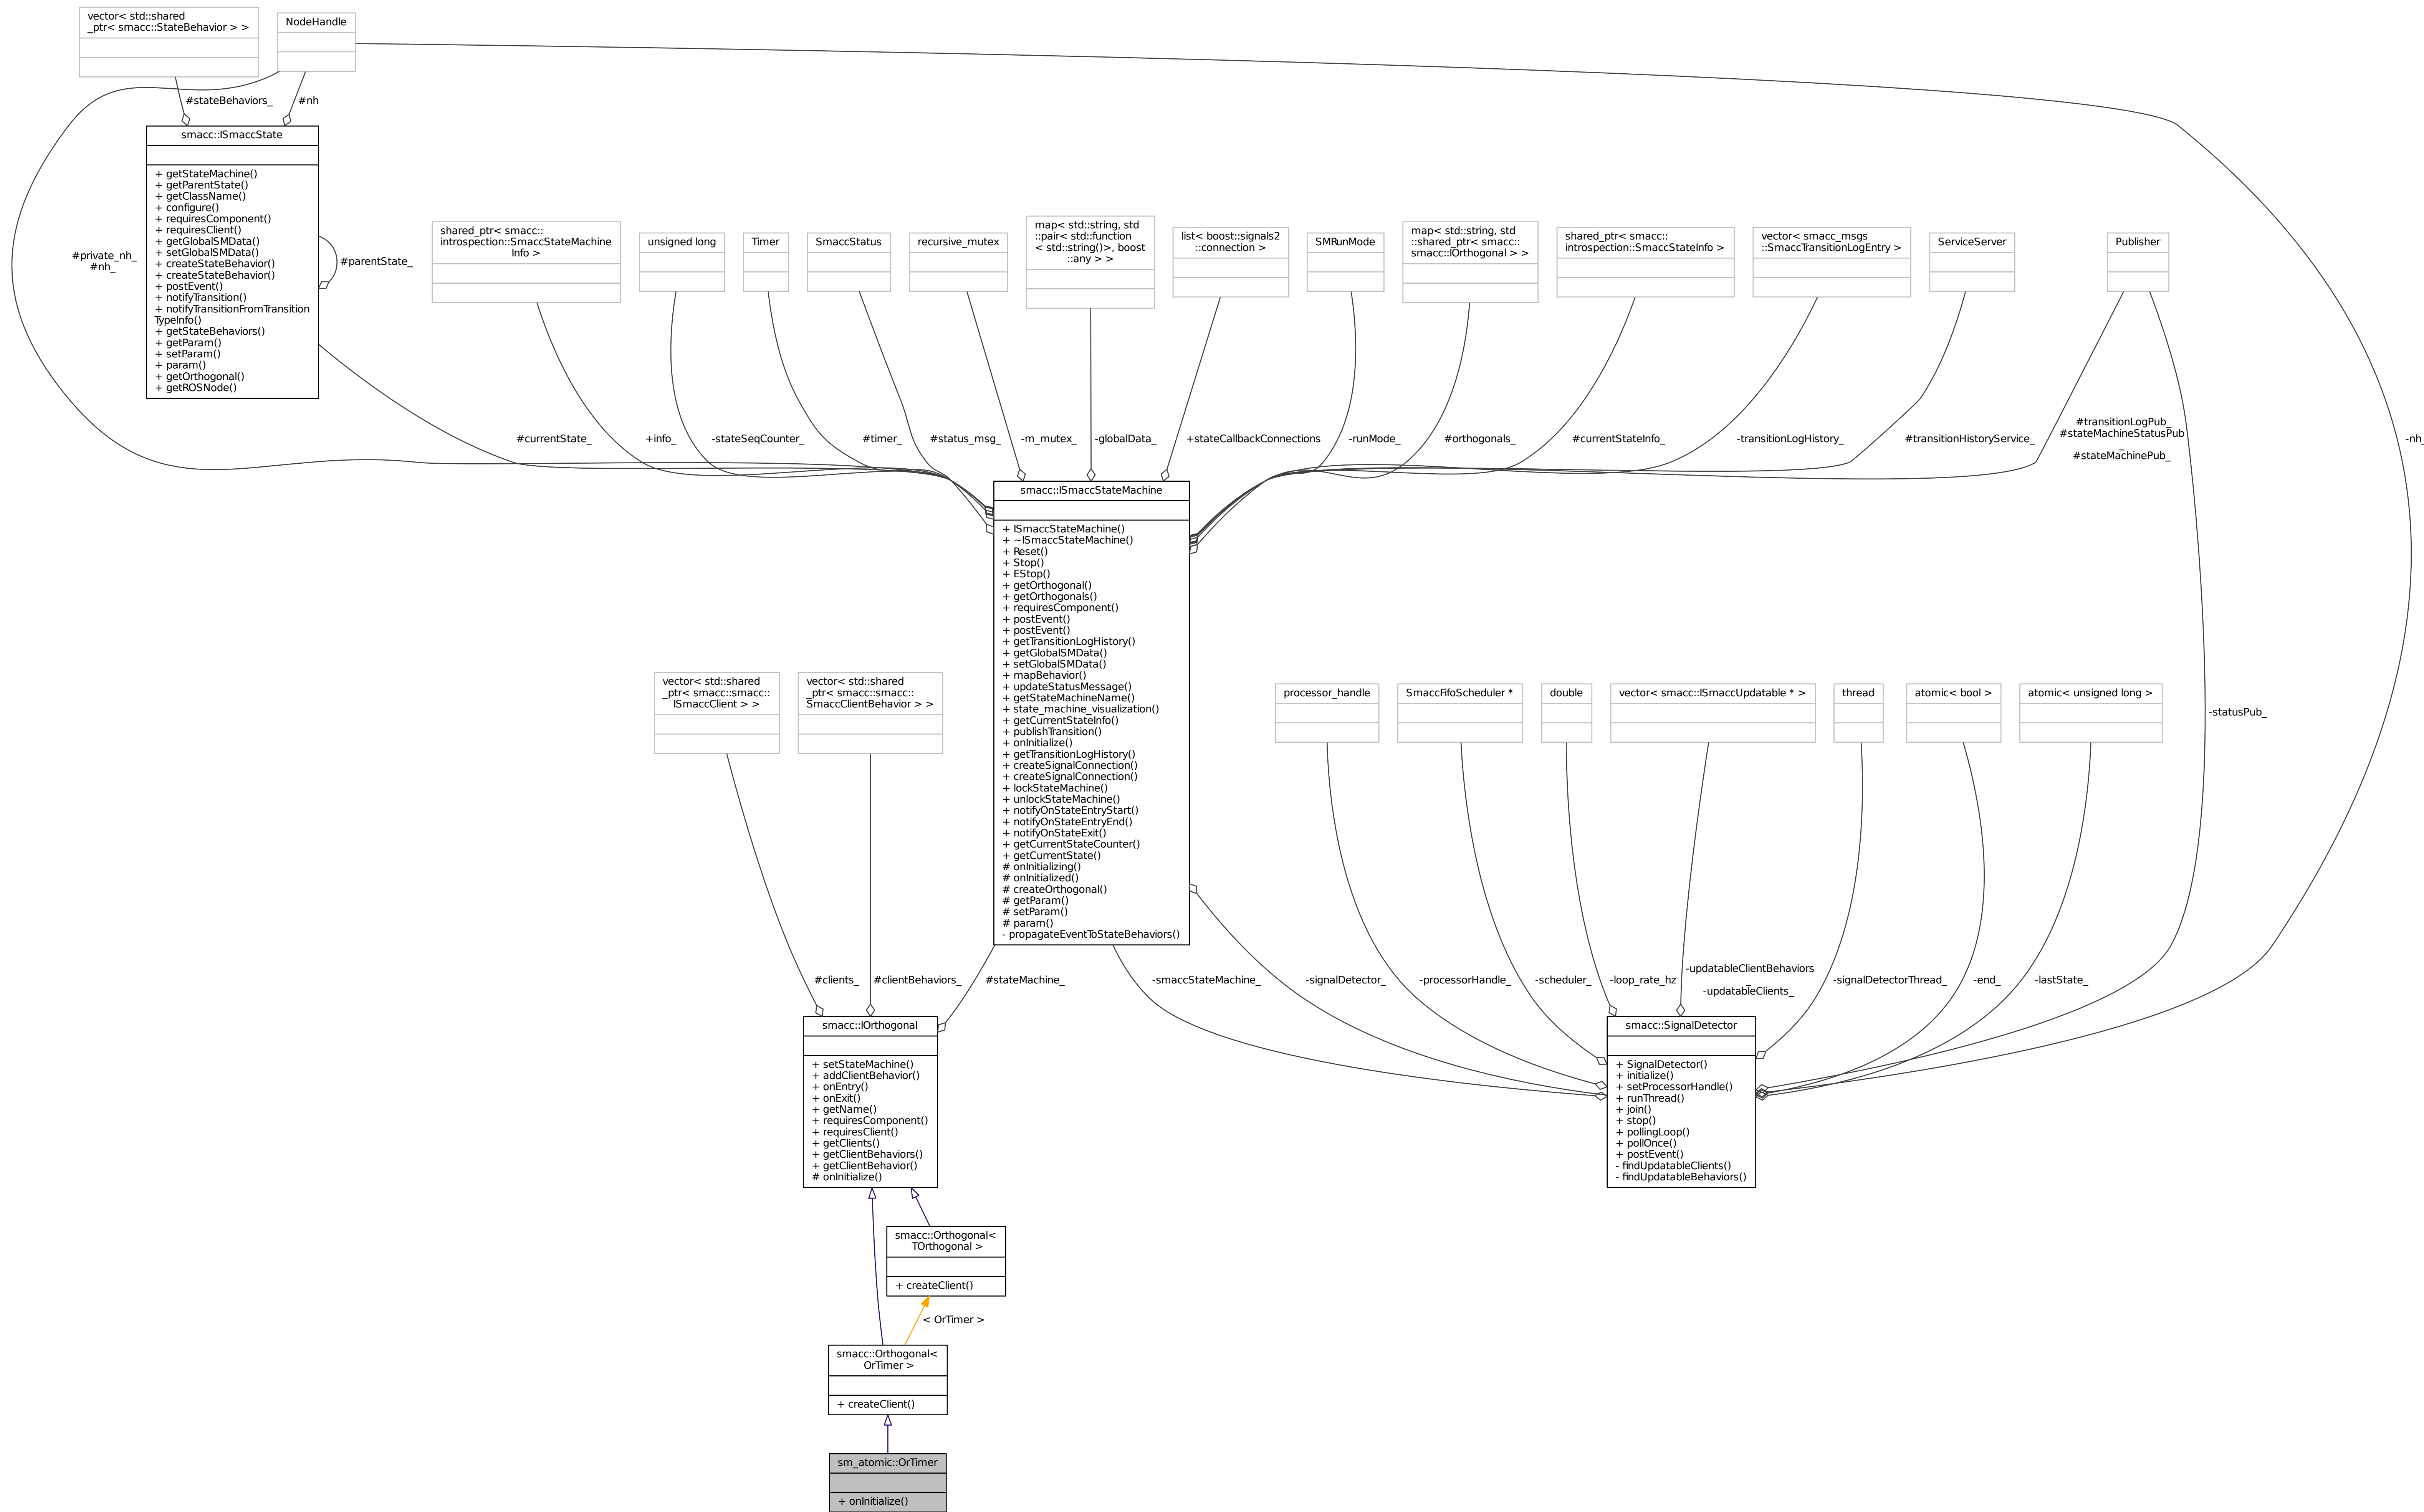 vector< std::shared
_ptr< smacc::StateBehavior > >
NodeHandle
#stateBehaviors_
#nh
smacc::ISmaccState
+ getStateMachine()
+ getParentState()
+ getClassName()
+ configure()
+ requiresComponent()
+ requiresClient()
+ getGlobalSMData()
+ setGlobalSMData()
+ createStateBehavior()
+ createStateBehavior()
+ postEvent()
+ notifyTransition()
+ notifyTransitionFromTransition
TypeInfo()
+ getStateBehaviors()
+ getParam()
+ setParam()
+ param()
+ getOrthogonal()
+ getROSNode()
#private_nh_
#nh_
#parentState_
shared_ptr< smacc::
introspection::SmaccStateMachine
Info >
unsigned long
Timer
SmaccStatus
recursive_mutex
map< std::string, std
::pair< std::function
< std::string()>, boost
::any > >
list< boost::signals2
::connection >
SMRunMode
map< std::string, std
::shared_ptr< smacc::
smacc::IOrthogonal > >
shared_ptr< smacc::
introspection::SmaccStateInfo >
vector< smacc_msgs
::SmaccTransitionLogEntry >
ServiceServer
Publisher
#currentState_
+info_
-stateSeqCounter_
#timer_
#status_msg_
-m_mutex_
-globalData_
+stateCallbackConnections
-runMode_
#orthogonals_
#currentStateInfo_
-transitionLogHistory_
#transitionHistoryService_
#transitionLogPub_
#stateMachineStatusPub
_
#stateMachinePub_
-nh_
smacc::ISmaccStateMachine
+ ISmaccStateMachine()
+ ~ISmaccStateMachine()
+ Reset()
+ Stop()
+ EStop()
+ getOrthogonal()
+ getOrthogonals()
+ requiresComponent()
+ postEvent()
+ postEvent()
+ getTransitionLogHistory()
+ getGlobalSMData()
+ setGlobalSMData()
+ mapBehavior()
+ updateStatusMessage()
+ getStateMachineName()
+ state_machine_visualization()
+ getCurrentStateInfo()
+ publishTransition()
+ onInitialize()
+ getTransitionLogHistory()
+ createSignalConnection()
+ createSignalConnection()
+ lockStateMachine()
+ unlockStateMachine()
+ notifyOnStateEntryStart()
+ notifyOnStateEntryEnd()
+ notifyOnStateExit()
+ getCurrentStateCounter()
+ getCurrentState()
# onInitializing()
# onInitialized()
# createOrthogonal()
# getParam()
# setParam()
# param()
- propagateEventToStateBehaviors()
vector< std::shared
_ptr< smacc::smacc::
ISmaccClient > >
vector< std::shared
_ptr< smacc::smacc::
SmaccClientBehavior > >
processor_handle
SmaccFifoScheduler *
double
vector< smacc::ISmaccUpdatable * >
thread
atomic< bool >
atomic< unsigned long >
-statusPub_
#clients_
#clientBehaviors_
#stateMachine_
-smaccStateMachine_
-signalDetector_
-processorHandle_
-scheduler_
-loop_rate_hz
-updatableClientBehaviors
_
-updatableClients_
-signalDetectorThread_
-end_
-lastState_
smacc::IOrthogonal
+ setStateMachine()
+ addClientBehavior()
+ onEntry()
+ onExit()
+ getName()
+ requiresComponent()
+ requiresClient()
+ getClients()
+ getClientBehaviors()
+ getClientBehavior()
# onInitialize()
smacc::SignalDetector
+ SignalDetector()
+ initialize()
+ setProcessorHandle()
+ runThread()
+ join()
+ stop()
+ pollingLoop()
+ pollOnce()
+ postEvent()
- findUpdatableClients()
- findUpdatableBehaviors()
smacc::Orthogonal<
TOrthogonal >
+ createClient()
< OrTimer >
smacc::Orthogonal<
OrTimer >
+ createClient()
sm_atomic::OrTimer
+ onInitialize()